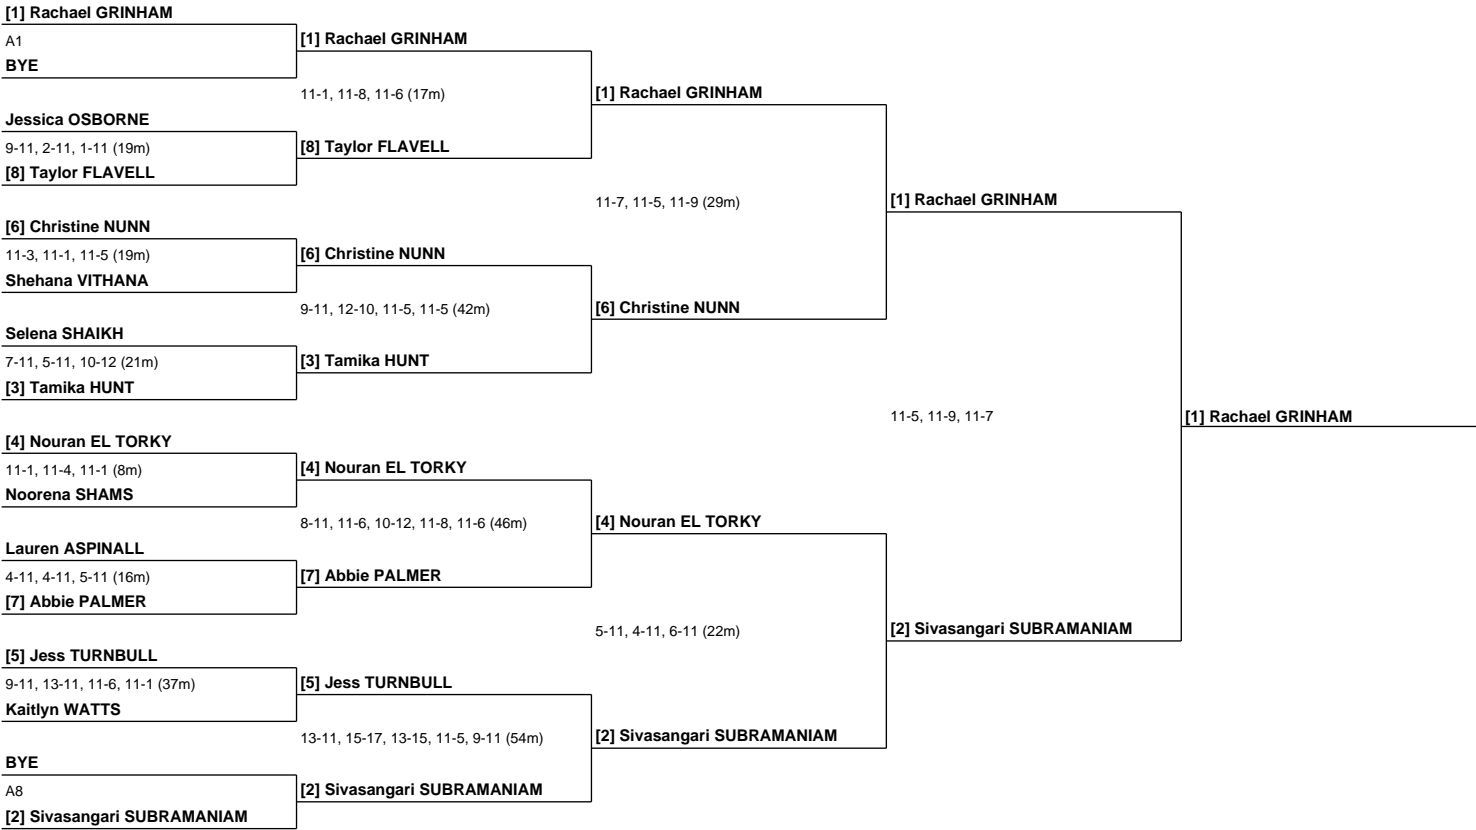 [1] Rachael GRINHAM
A1
BYE
Jessica OSBORNE
9-11, 2-11, 1-11 (19m)
[8] Taylor FLAVELL
[6] Christine NUNN
11-3, 11-1, 11-5 (19m)
Shehana VITHANA
Selena SHAIKH
7-11, 5-11, 10-12 (21m)
[3] Tamika HUNT
[4] Nouran EL TORKY
11-1, 11-4, 11-1 (8m)
Noorena SHAMS
Lauren ASPINALL
4-11, 4-11, 5-11 (16m)
[7] Abbie PALMER
[5] Jess TURNBULL
9-11, 13-11, 11-6, 11-1 (37m)
Kaitlyn WATTS
BYE
A8
[2] Sivasangari SUBRAMANIAM
[1] Rachael GRINHAM
11-1, 11-8, 11-6 (17m)
[8] Taylor FLAVELL
[6] Christine NUNN
9-11, 12-10, 11-5, 11-5 (42m)
[3] Tamika HUNT
[4] Nouran EL TORKY
8-11, 11-6, 10-12, 11-8, 11-6 (46m)
[7] Abbie PALMER
[5] Jess TURNBULL
13-11, 15-17, 13-15, 11-5, 9-11 (54m)
[2] Sivasangari SUBRAMANIAM
[1] Rachael GRINHAM
11-7, 11-5, 11-9 (29m)
[6] Christine NUNN
[4] Nouran EL TORKY
5-11, 4-11, 6-11 (22m)
[2] Sivasangari SUBRAMANIAM
[1] Rachael GRINHAM
11-5, 11-9, 11-7
[2] Sivasangari SUBRAMANIAM
[1] Rachael GRINHAM